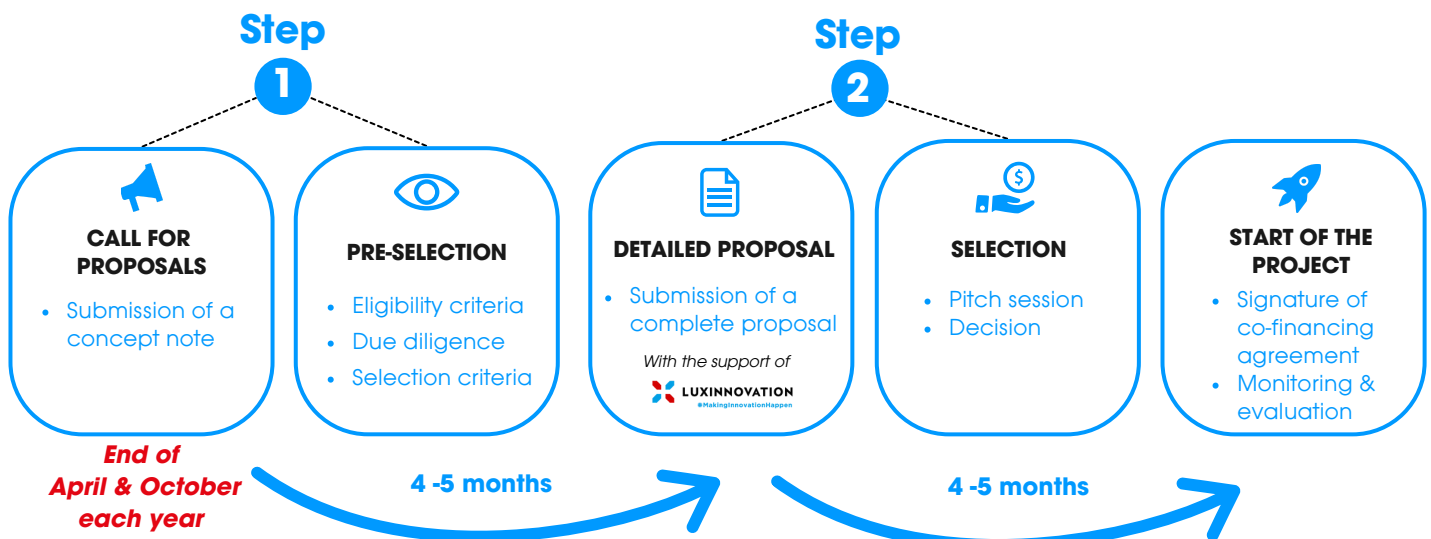 Step
1
Step
2
CALL FOR
PROPOSALS
• Submission of a
concept note
PRE-SELECTION
• Eligibility criteria
• Due diligence
• Selection criteria
DETAILED PROPOSAL
• Submission of a
complete proposal
With the support of
LUXINNOVATION
#MakingInnovationHappen
SELECTION
• Pitch session
• Decision
$
START OF THE
PROJECT
• Signature of
co-financing
agreement
• Monitoring &
evaluation
End of
April & October
each year
4 -5 months
4 -5 months